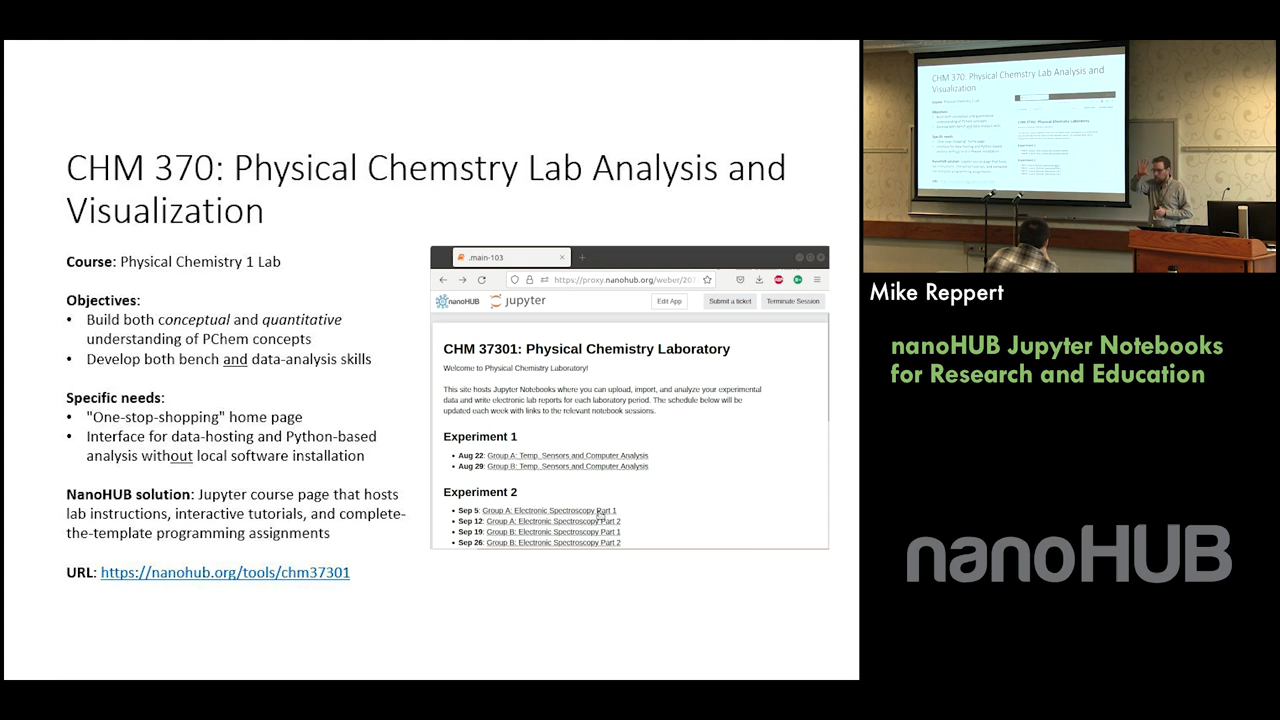 CHM 370: Physical Chemstry Lab Analysis and
Visualization
Course: Physical Chemistry 1 Lab
Objectives:
• Build both conceptual and quantitative
understanding of PChem concepts
• Develop both bench and data-analysis skills
Specific needs:
• "One-stop-shopping" home page
• Interface for data-hosting and Python-based
analysis without local software installation
NanoHUB solution: Jupyter course page that hosts
lab instructions, interactive tutorials, and complete-
the-template programming assignments
URL: https://nanohub.org/tools/chm37301
.main-103
https://proxy.nanohub.org/weber/207
nanoHUB jupyter Edit App Submit a ticket Terminate Session
CHM 37301: Physical Chemistry Laboratory
Welcome to Physical Chemistry Laboratory!
This site hosts Jupyter Notebooks where you can upload, import, and analyze your experimental
data and write electronic lab reports for each laboratory period. The schedule below will be
updated each week with links to the relevant notebook sessions.
Experiment 1
• Aug 22: Group A: Temp. Sensors and Computer Analysis
• Aug 29: Group B: Temp. Sensors and Computer Analysis
Experiment 2
• Sep 5: Group A: Electronic Spectroscopy Part 1
• Sep 12: Group A: Electronic Spectroscopy Part 2
• Sep 19: Group B: Electronic Spectroscopy Part 1
• Sep 26: Group B: Electronic Spectroscopy Part 2
CHM 370: Physical Chemstry Lab Analysis and
Visualization
Mike Reppert
nanoHUB Jupyter Notebooks
for Research and Education
nanoHUB